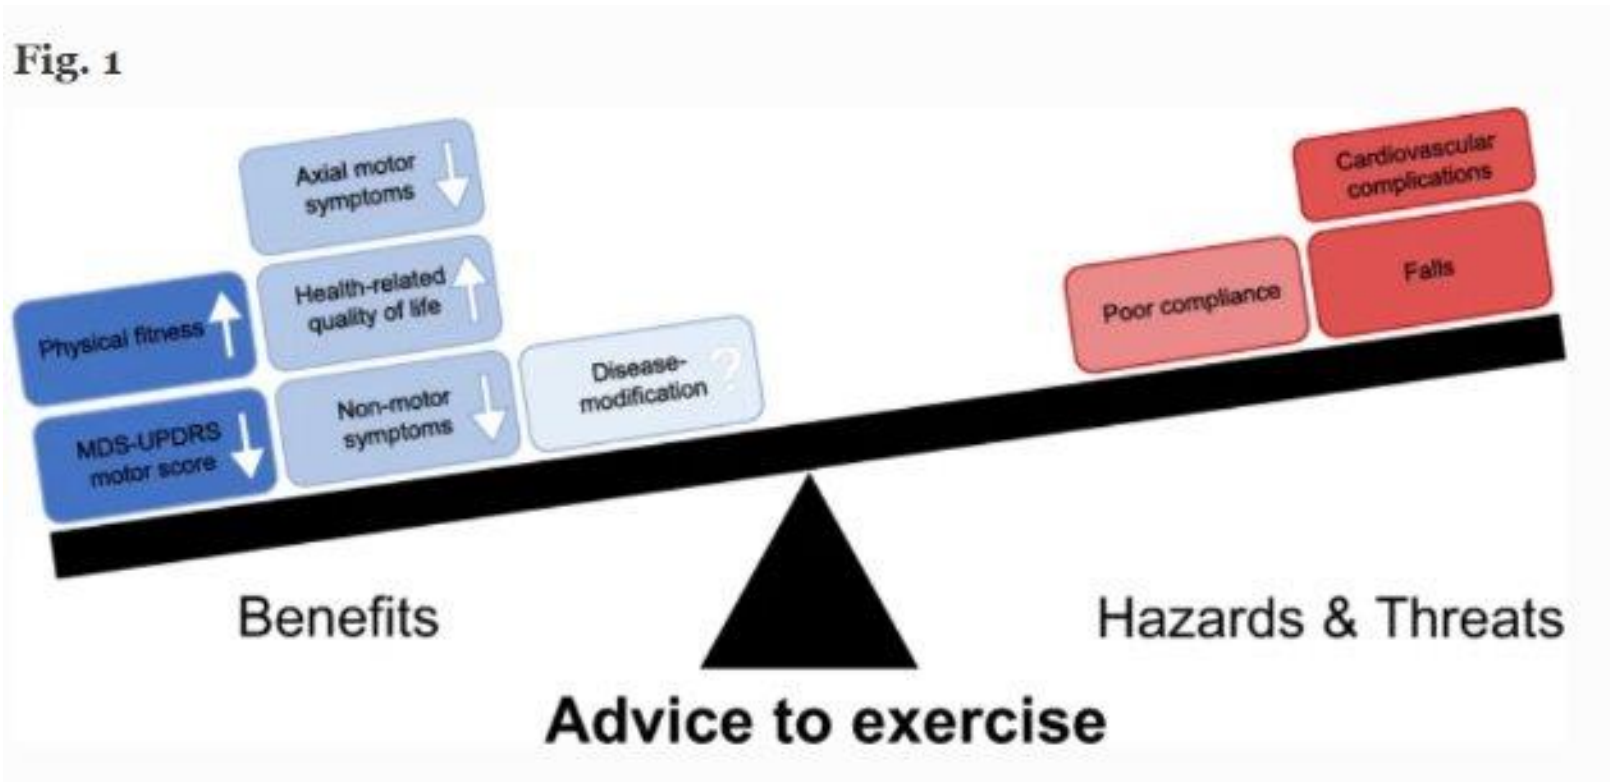 Fig. 1
Axial motor
symptoms
Health-related
quality of life
Physical fitness
Non-motor
symptoms
MDS-UPDRS
motor score
Disease-
modification ?
Cardiovascular
complications
Poor compliance
Falls
Benefits
Hazards & Threats
Advice to exercise